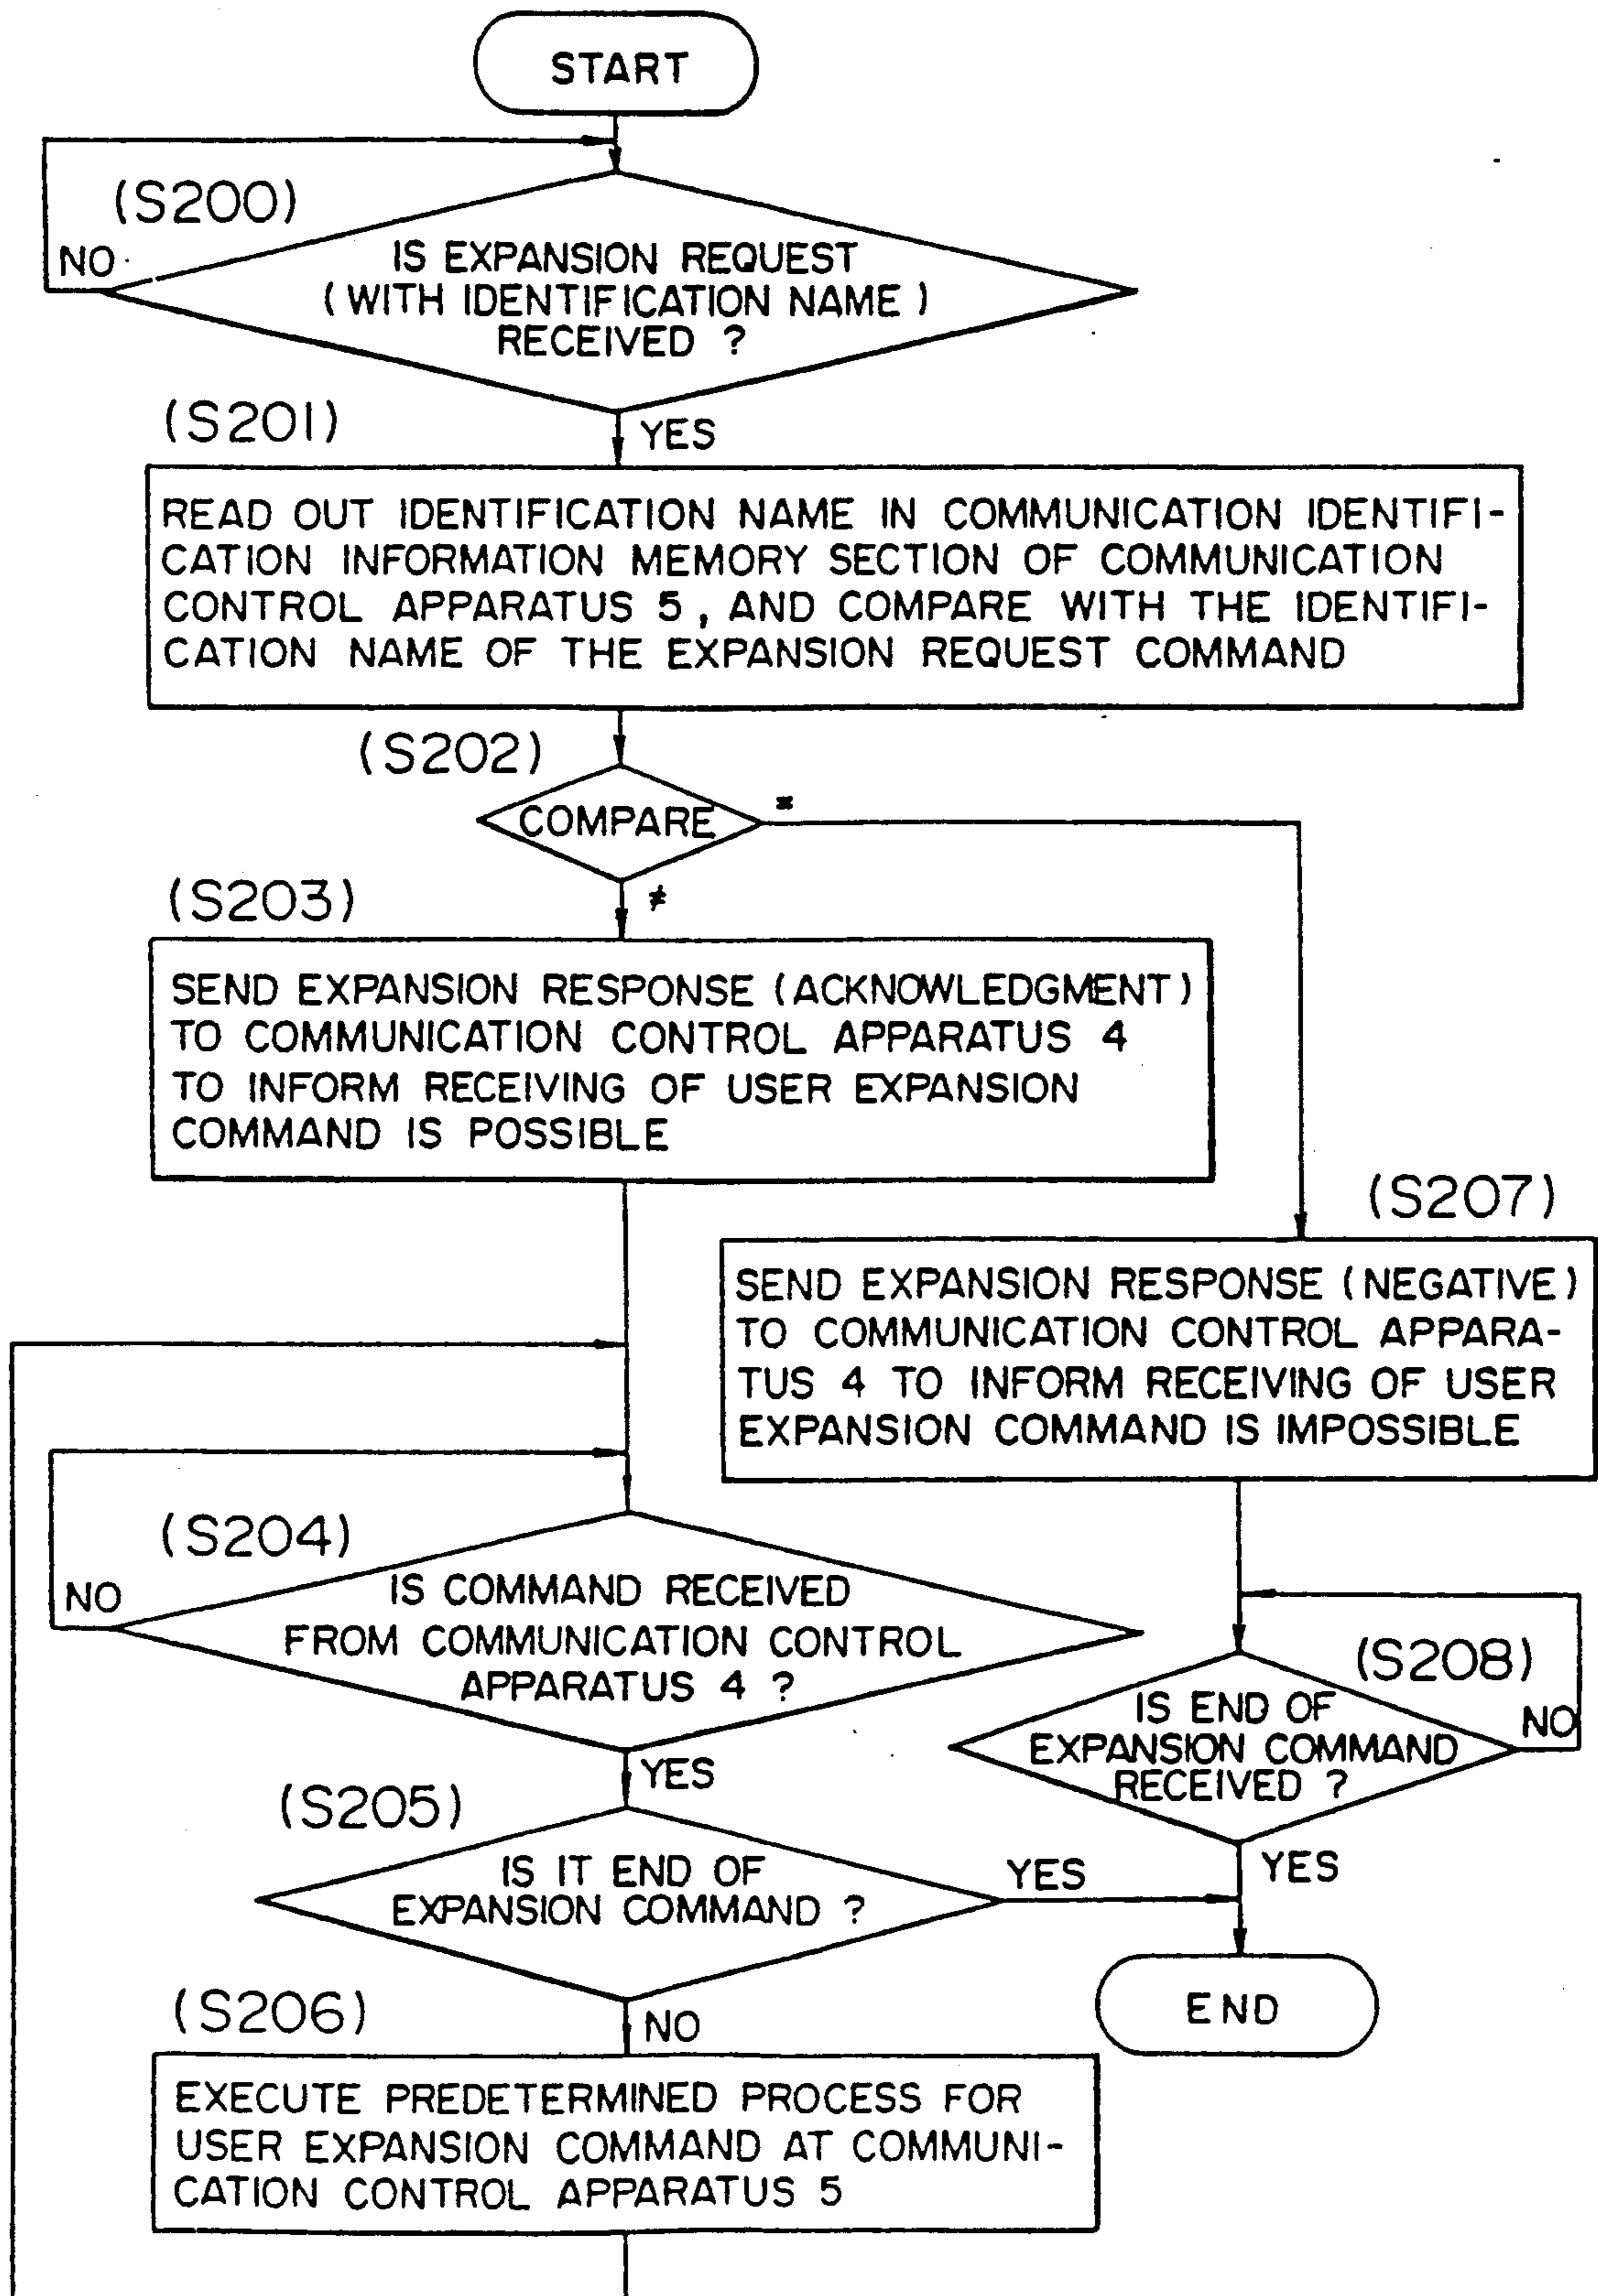 START
(S200)
NO
IS EXPANSION REQUEST
(WITH IDENTIFICATION NAME)
RECEIVED ?
(S201)
YES
READ OUT IDENTIFICATION NAME IN COMMUNICATION IDENTIFI-
CATION INFORMATION MEMORY SECTION OF COMMUNICATION
CONTROL APPARATUS 5, AND COMPARE WITH THE IDENTIFI-
CATION NAME OF THE EXPANSION REQUEST COMMAND
(S202)
COMPARE
=
≠
(S203)
SEND EXPANSION RESPONSE (ACKNOWLEDGMENT)
TO COMMUNICATION CONTROL APPARATUS 4
TO INFORM RECEIVING OF USER EXPANSION
COMMAND IS POSSIBLE
(S207)
SEND EXPANSION RESPONSE (NEGATIVE)
TO COMMUNICATION CONTROL APPARA-
TUS 4 TO INFORM RECEIVING OF USER
EXPANSION COMMAND IS IMPOSSIBLE
(S204)
NO
IS COMMAND RECEIVED
FROM COMMUNICATION CONTROL
APPARATUS 4 ?
YES
(S208)
IS END OF
EXPANSION COMMAND
RECEIVED ?
NO
YES
(S205)
IS IT END OF
EXPANSION COMMAND ?
YES
NO
END
(S206)
EXECUTE PREDETERMINED PROCESS FOR
USER EXPANSION COMMAND AT COMMUNI-
CATION CONTROL APPARATUS 5